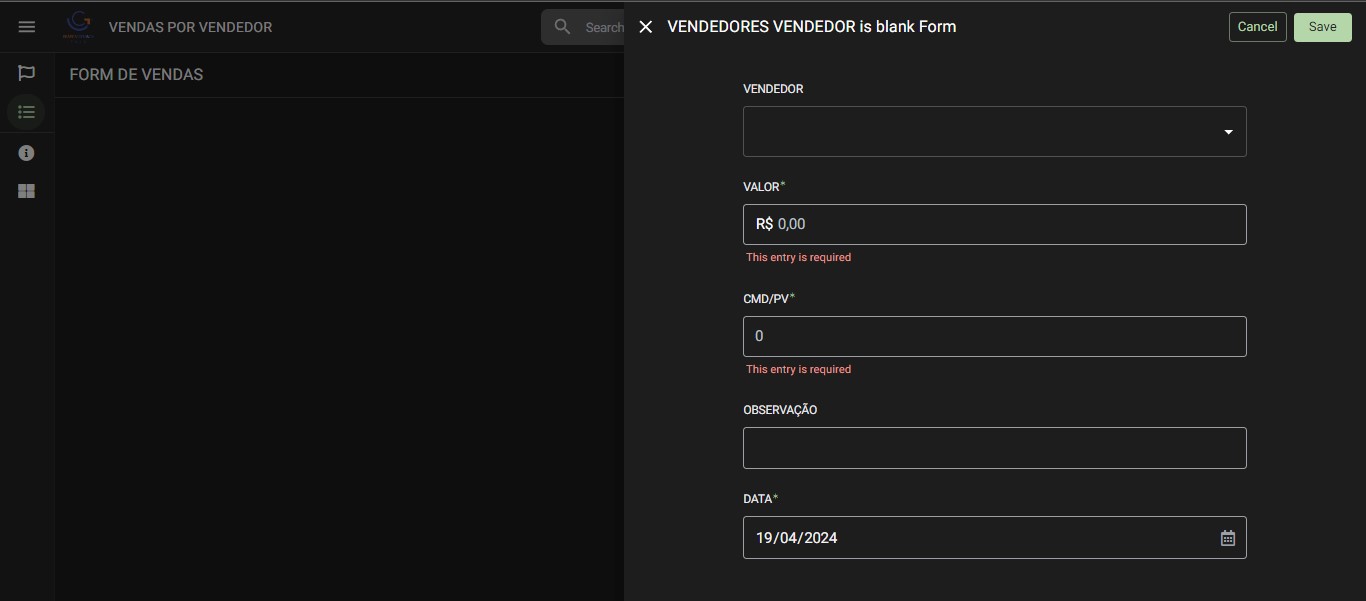 VENDAS POR VENDEDOR
Search
FORM DE VENDAS
VENDEDORES VENDEDOR is blank Form
Cancel
Save
VENDEDOR
VALOR*
R$ 0,00
This entry is required
CMD/PV*
0
This entry is required
OBSERVAÇÃO
DATA*
19/04/2024